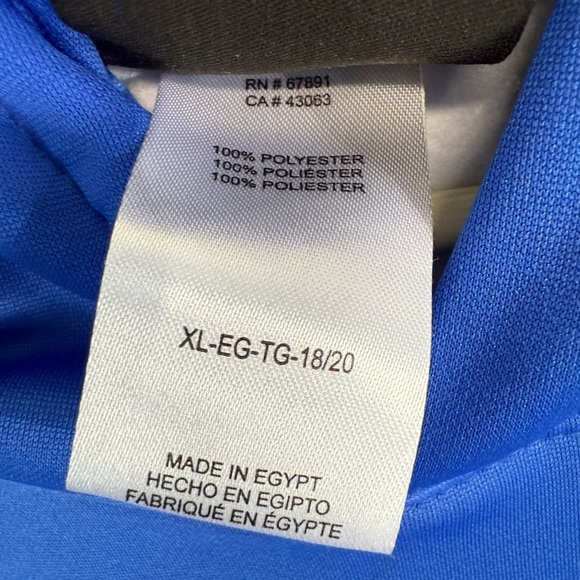 RN # 67891
CA # 43063
100% POLYESTER
100% POLIÉSTER
100% POLIESTER
XL-EG-TG-18/20
MADE IN EGYPT
HECHO EN EGIPTO
FABRIQUÉ EN ÉGYPTE